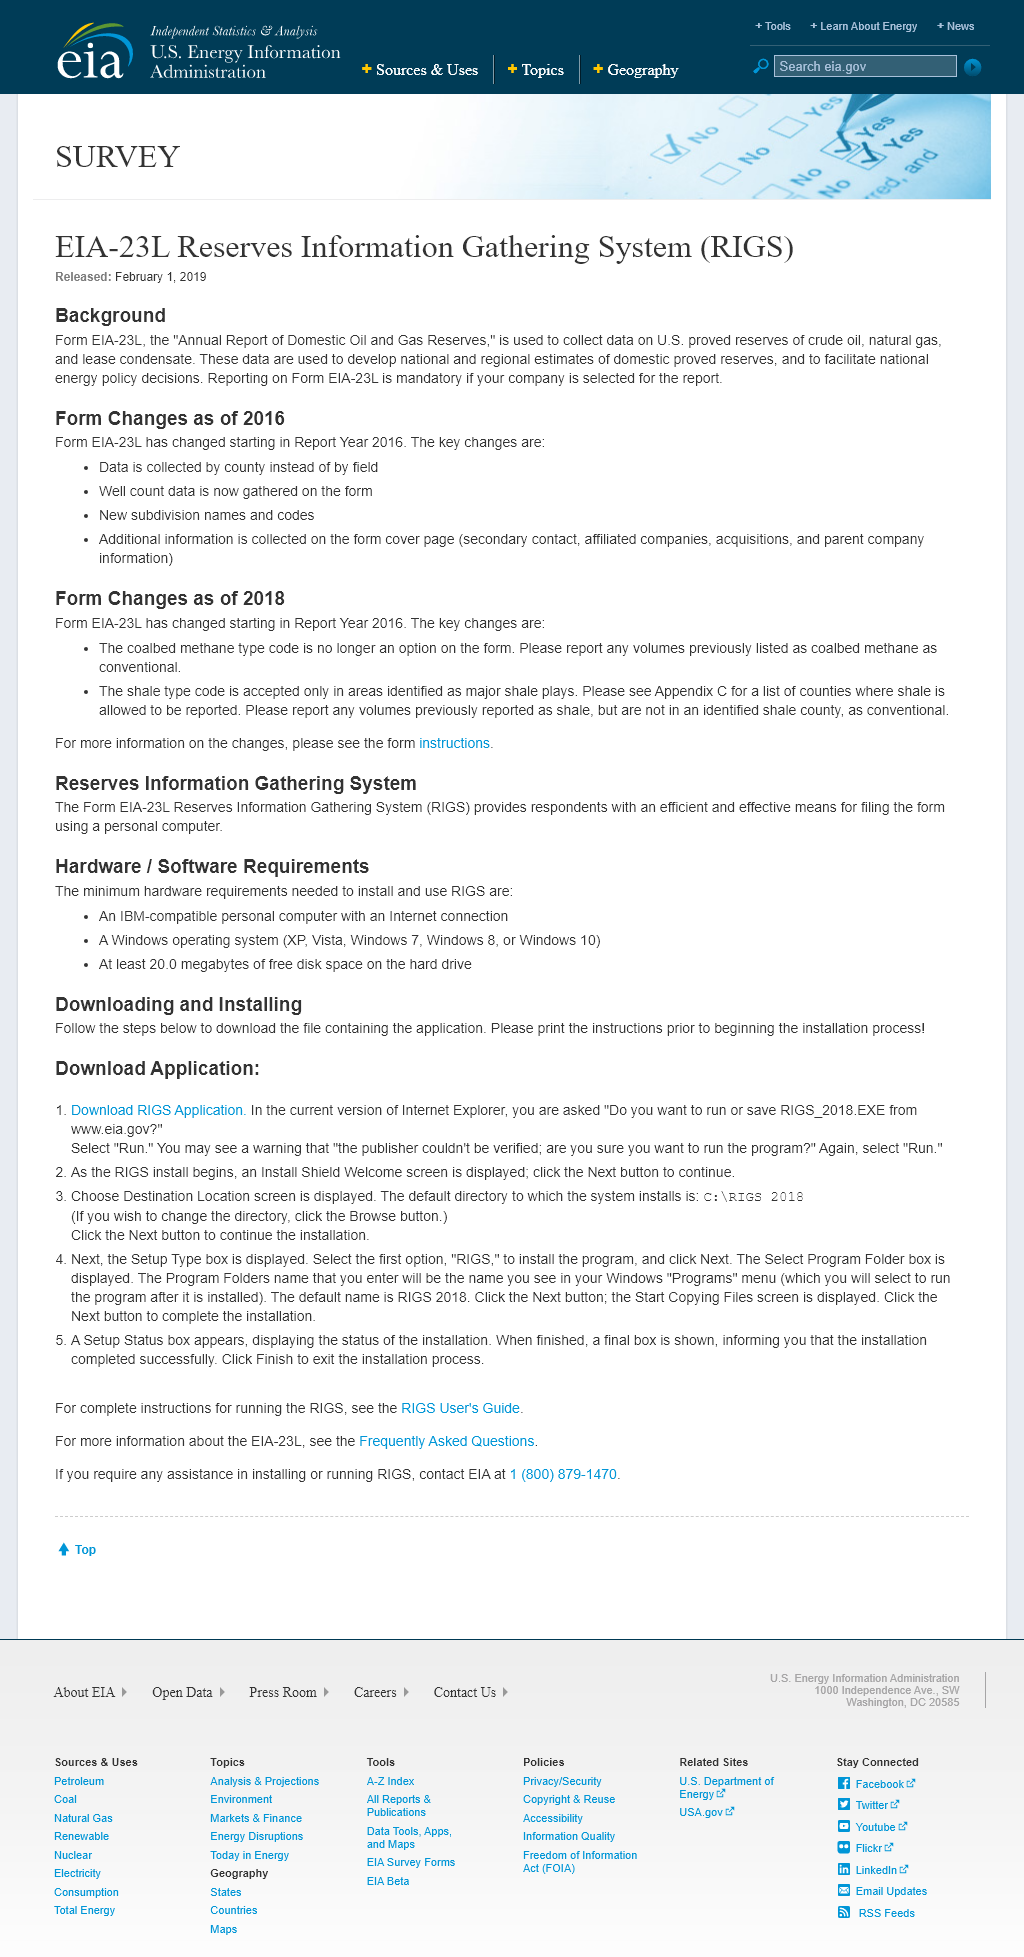 Independent Statistics & Analysis
eia
U.S. Energy Information
Administration
+ Sources & Uses
+ Topics
+ Geography
+ Tools
+ Learn About Energy
+ News
Search eia.gov
SURVEY
No
Yes
No
Yes
No
No
red, and
EIA-23L Reserves Information Gathering System (RIGS)
Released: February 1, 2019
Background
Form EIA-23L, the "Annual Report of Domestic Oil and Gas Reserves," is used to collect data on U.S. proved reserves of crude oil, natural gas,
and lease condensate. These data are used to develop national and regional estimates of domestic proved reserves, and to facilitate national
energy policy decisions. Reporting on Form EIA-23L is mandatory if your company is selected for the report.
Form Changes as of 2016
Form EIA-23L has changed starting in Report Year 2016. The key changes are:
• Data is collected by county instead of by field
• Well count data is now gathered on the form
• New subdivision names and codes
• Additional information is collected on the form cover page (secondary contact, affiliated companies, acquisitions, and parent company
information)
Form Changes as of 2018
Form EIA-23L has changed starting in Report Year 2016. The key changes are:
• The coalbed methane type code is no longer an option on the form. Please report any volumes previously listed as coalbed methane as
conventional.
• The shale type code is accepted only in areas identified as major shale plays. Please see Appendix C for a list of counties where shale is
allowed to be reported. Please report any volumes previously reported as shale, but are not in an identified shale county, as conventional.
For more information on the changes, please see the form instructions.
Reserves Information Gathering System
The Form EIA-23L Reserves Information Gathering System (RIGS) provides respondents with an efficient and effective means for filing the form
using a personal computer.
Hardware / Software Requirements
The minimum hardware requirements needed to install and use RIGS are:
• An IBM-compatible personal computer with an Internet connection
• A Windows operating system (XP, Vista, Windows 7, Windows 8, or Windows 10)
• At least 20.0 megabytes of free disk space on the hard drive
Downloading and Installing
Follow the steps below to download the file containing the application. Please print the instructions prior to beginning the installation process!
Download Application:
1. Download RIGS Application. In the current version of Internet Explorer, you are asked "Do you want to run or save RIGS_2018.EXE from
www.eia.gov?"
Select "Run." You may see a warning that "the publisher couldn't be verified; are you sure you want to run the program?" Again, select "Run."
2. As the RIGS install begins, an Install Shield Welcome screen is displayed; click the Next button to continue.
3. Choose Destination Location screen is displayed. The default directory to which the system installs is: C:\RIGS 2018
(If you wish to change the directory, click the Browse button.)
Click the Next button to continue the installation.
4. Next, the Setup Type box is displayed. Select the first option, "RIGS," to install the program, and click Next. The Select Program Folder box is
displayed. The Program Folders name that you enter will be the name you see in your Windows "Programs" menu (which you will select to run
the program after it is installed). The default name is RIGS 2018. Click the Next button; the Start Copying Files screen is displayed. Click the
Next button to complete the installation.
5. A Setup Status box appears, displaying the status of the installation. When finished, a final box is shown, informing you that the installation
completed successfully. Click Finish to exit the installation process.
For complete instructions for running the RIGS, see the RIGS User's Guide.
For more information about the EIA-23L, see the Frequently Asked Questions.
If you require any assistance in installing or running RIGS, contact EIA at 1 (800) 879-1470.
Top
About EIA
Open Data
Press Room
Careers
Contact Us
U.S. Energy Information Administration
1000 Independence Ave., SW
Washington, DC 20585
Sources & Uses
Petroleum
Coal
Natural Gas
Renewable
Nuclear
Electricity
Consumption
Total Energy
Topics
Analysis & Projections
Environment
Markets & Finance
Energy Disruptions
Today in Energy
Geography
States
Countries
Maps
Tools
A-Z Index
All Reports &
Publications
Data Tools, Apps,
and Maps
EIA Survey Forms
EIA Beta
Policies
Privacy/Security
Copyright & Reuse
Accessibility
Information Quality
Freedom of Information
Act (FOIA)
Related Sites
U.S. Department of
Energy
USA.gov
Stay Connected
Facebook
Twitter
Youtube
Flickr
LinkedIn
Email Updates
RSS Feeds